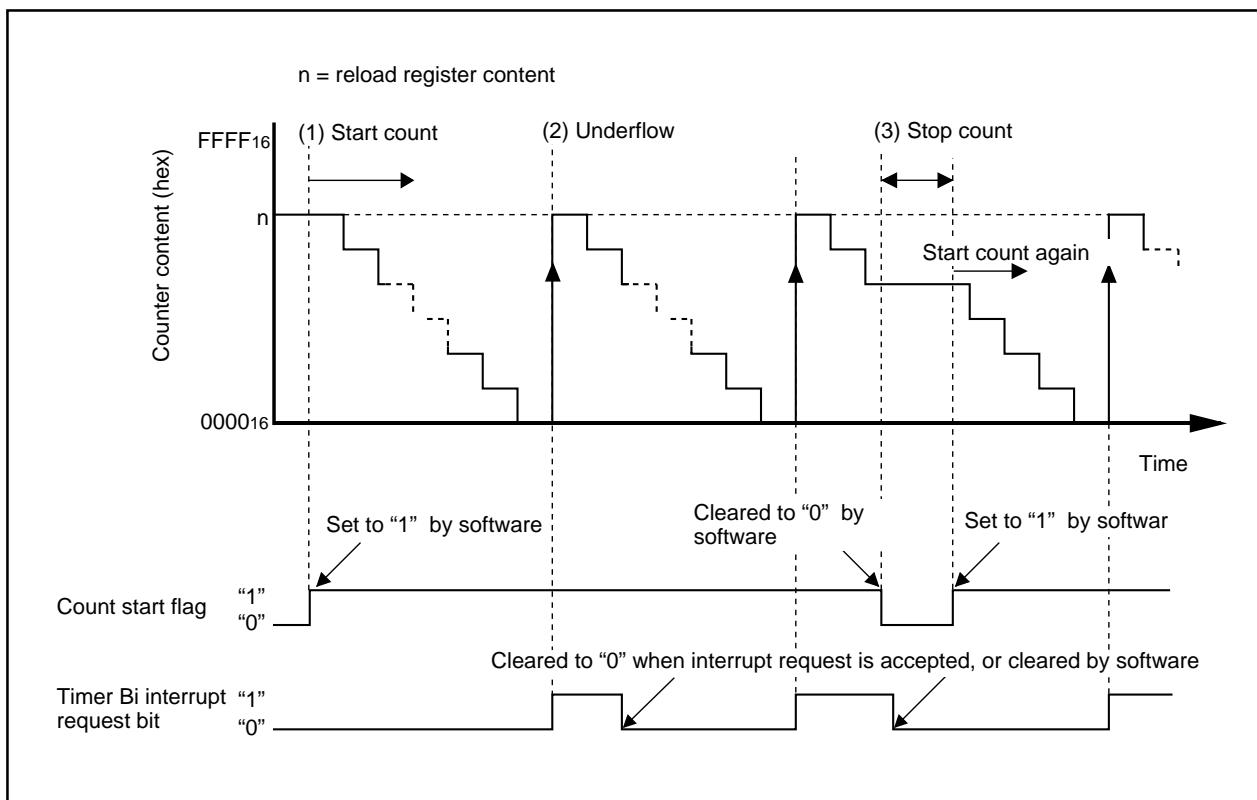 n = reload register content
FFFF16
(1) Start count
(2) Underflow
(3) Stop count
Counter content (hex)
n
Start count again
000016
Time
Set to “1” by software
Cleared to “0” by
software
Set to “1” by softwar
Count start flag
“1”
“0”
Cleared to “0” when interrupt request is accepted, or cleared by software
Timer Bi interrupt
request bit
“1”
“0”